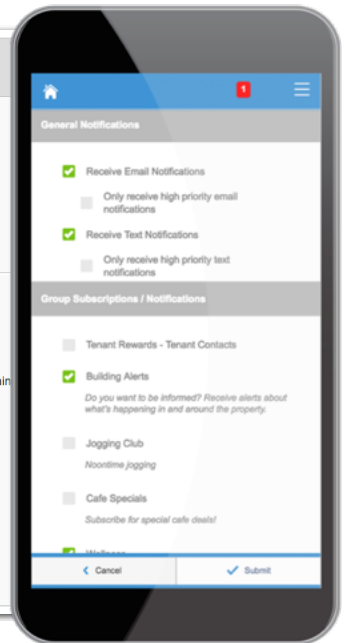 1
General Notifications
Receive Email Notifications
Only receive high priority email
notifications
Receive Text Notifications
Only receive high priority text
notifications
Group Subscriptions / Notifications
Tenant Rewards - Tenant Contacts
Building Alerts
Do you want to be informed? Receive alerts about
what's happening in and around the property.
Jogging Club
Noontime jogging
Cafe Specials
Subscribe for special cafe deals!
Wellness
Cancel
Submit